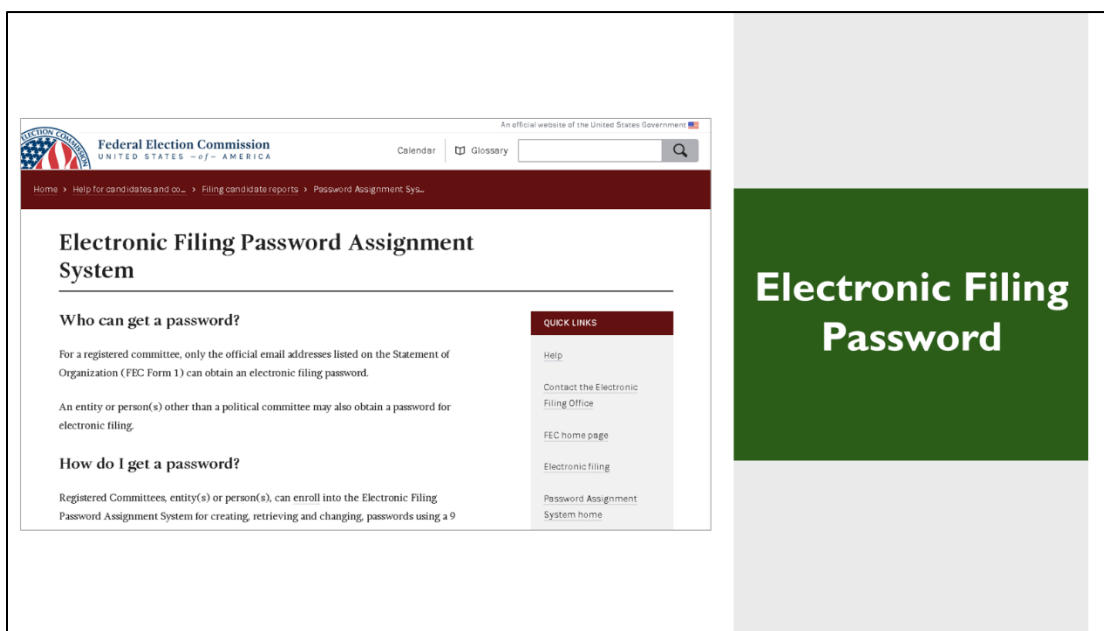 An official website of the United States Government
ELECTION COMMISSION
Federal Election Commission
UNITED STATES – of – AMERICA
Calendar
Glossary
Home › Help for candidates and co... › Filing candidate reports › Password Assignment Sys...
Electronic Filing Password Assignment
System
Who can get a password?
For a registered committee, only the official email addresses listed on the Statement of
Organization (FEC Form 1) can obtain an electronic filing password.
An entity or person(s) other than a political committee may also obtain a password for
electronic filing.
How do I get a password?
Registered Committees, entity(s) or person(s), can enroll into the Electronic Filing
Password Assignment System for creating, retrieving and changing, passwords using a 9
QUICK LINKS
Help
Contact the Electronic
Filing Office
FEC home page
Electronic filing
Password Assignment
System home
Electronic Filing
Password